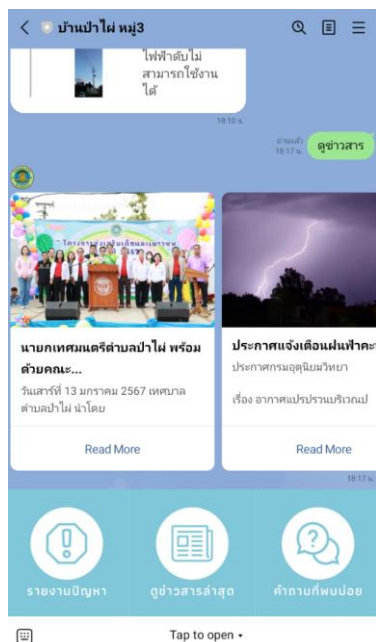 บ้านป่าไผ่ หมู่3
ไฟฟ้าดับไม่
สามารถใช้งาน
ได้
18:10 น.
อ่านแล้ว
18:17 น.
ดูข่าวสาร
นายกเทศมนตรีตำบลป่าไผ่ พร้อม
ด้วยคณะ...
วันเสาร์ที่ 13 มกราคม 2567 เทศบาล
ตำบลป่าไผ่ นำโดย
Read More
ประกาศแจ้งเตือนฝนฟ้าคะ
ประกาศกรมอุตุนิยมวิทยา
เรื่อง อากาศแปรปรวนบริเวณป
Read More
18:17 น.
รายงานปัญหา
ดูข่าวสารล่าสุด
คำถามที่พบบ่อย
Tap to open